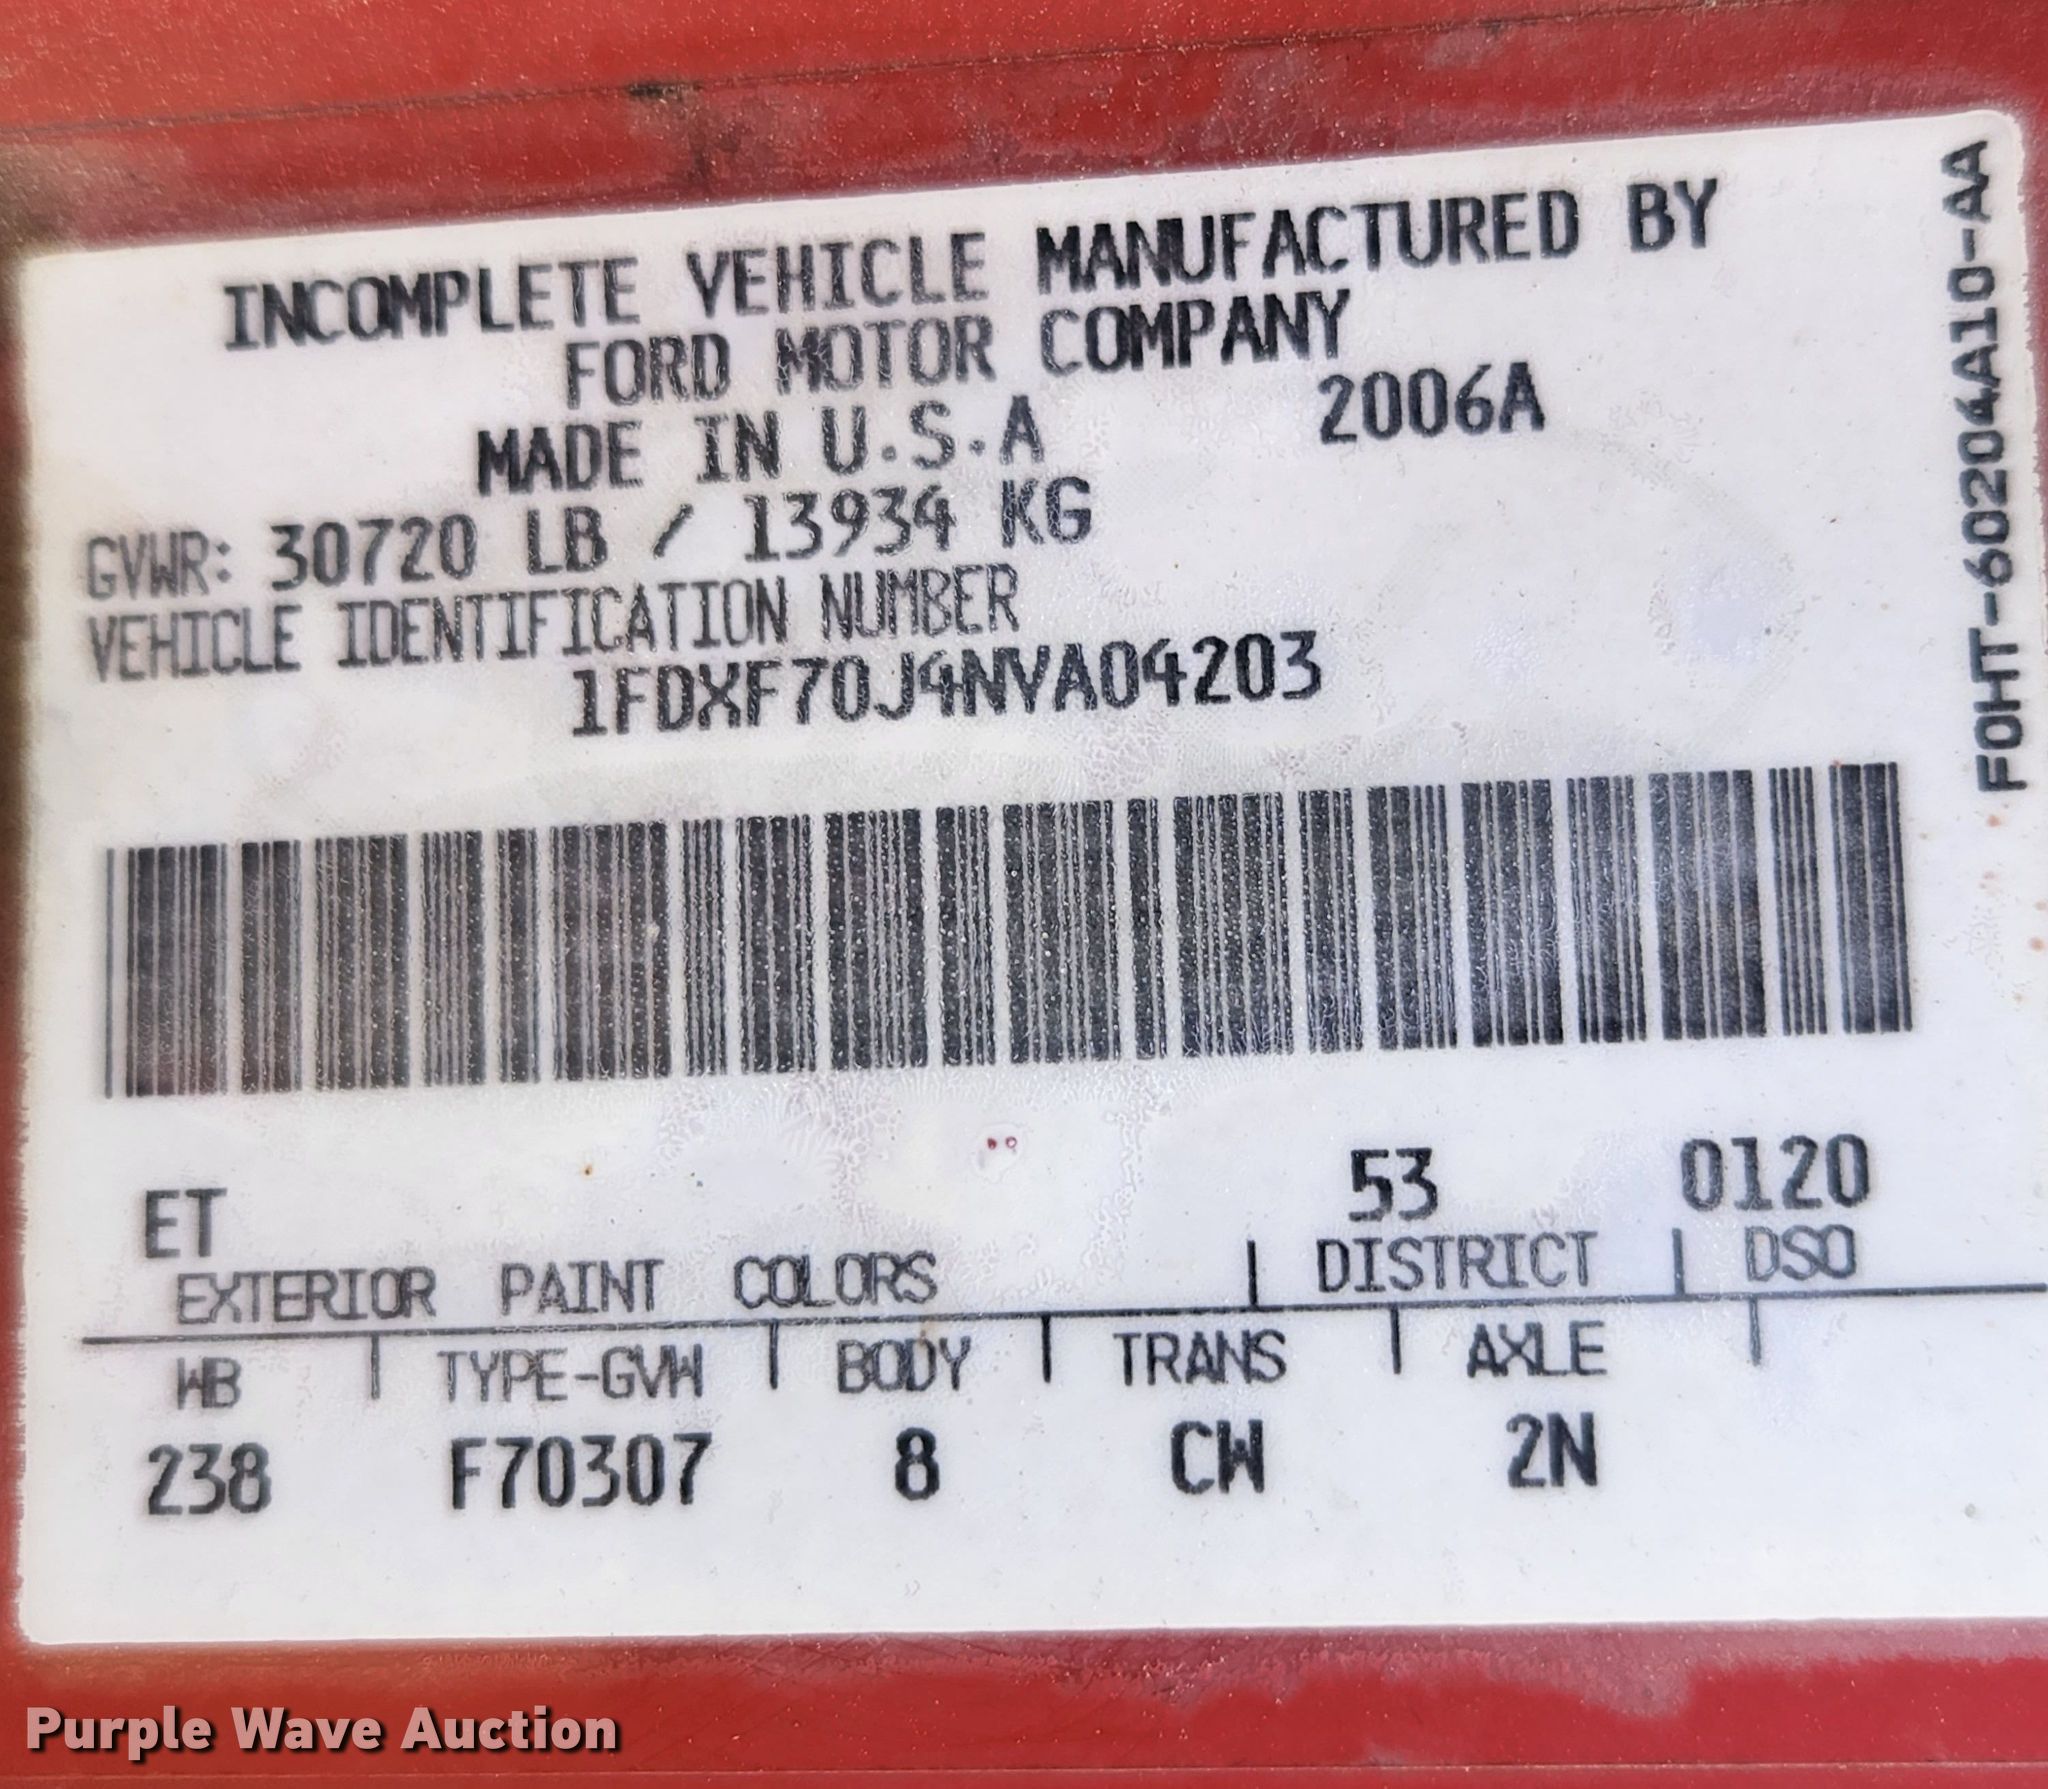 INCOMPLETE VEHICLE MANUFACTURED BY
FORD MOTOR COMPANY
MADE IN U.S.A 2006A
GVWR: 30720 LB / 13934 KG
VEHICLE IDENTIFICATION NUMBER
1FDXF70J4NVA04203
F0HT-60204A10-AA
ET 53 0120
EXTERIOR PAINT COLORS DISTRICT DSO
WB TYPE-GVW BODY TRANS AXLE
238 F70307 8 CW 2N
Purple Wave Auction